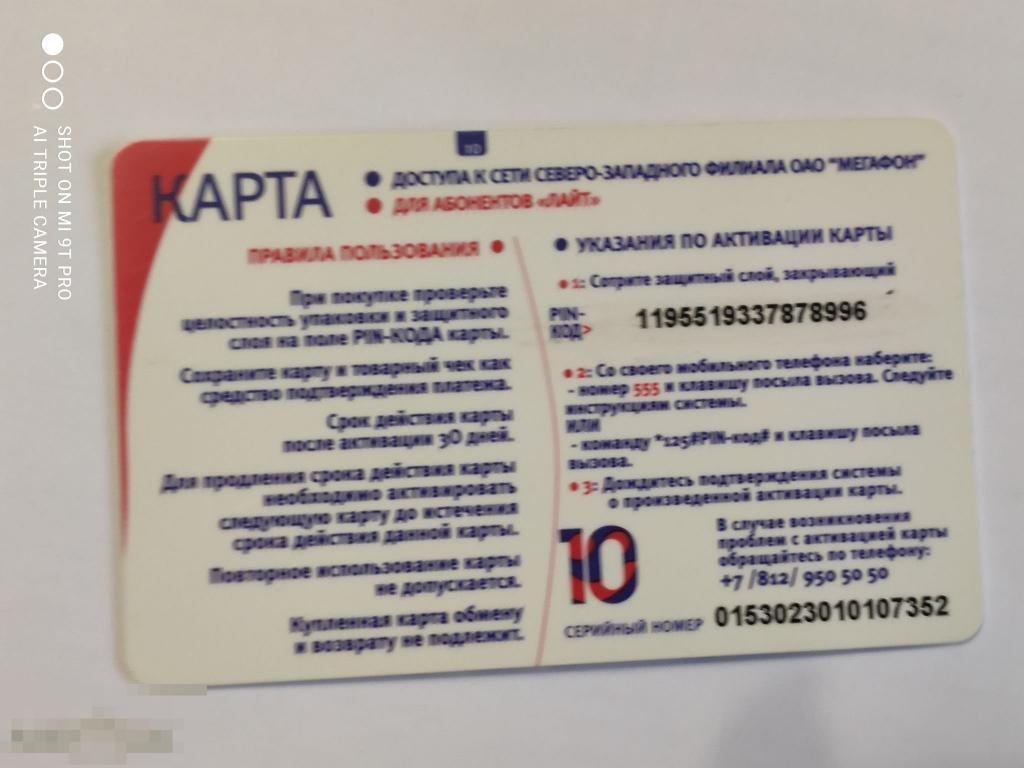 SHOT ON MI 9T PRO
AI TRIPLE CAMERA
10
КАРТА
• ДОСТУПА К СЕТИ СЕВЕРО-ЗАПАДНОГО ФИЛИАЛА ОАО "МЕГАФОН"
• ДЛЯ АБОНЕНТОВ «ЛАЙТ»
ПРАВИЛА ПОЛЬЗОВАНИЯ •
При покупке проверьте
целостность упаковки и защитного
слоя на поле PIN-КОДА карты.
Сохраните карту и товарный чек как
средство подтверждения платежа.
Срок действия карты
после активации 30 дней.
Для продления срока действия карты
необходимо активировать
следующую карту до истечения
срока действия данной карты.
Повторное использование карты
не допускается.
Купленная карта обмену
и возврату не подлежит.
• УКАЗАНИЯ ПО АКТИВАЦИИ КАРТЫ
• 1: Сотрите защитный слой, закрывающий
PIN-
КОД> 1195519337878996
• 2: Со своего мобильного телефона наберите:
- номер 555 и клавишу посыла вызова. Следуйте
инструкциям системы.
ИЛИ
- команду *125#PIN-код# и клавишу посыла
вызова.
• 3: Дождитесь подтверждения системы
о произведенной активации карты.
10
В случае возникновения
проблем с активацией карты
обращайтесь по телефону:
+7 /812/ 950 50 50
СЕРИЙНЫЙ НОМЕР 0153023010107352